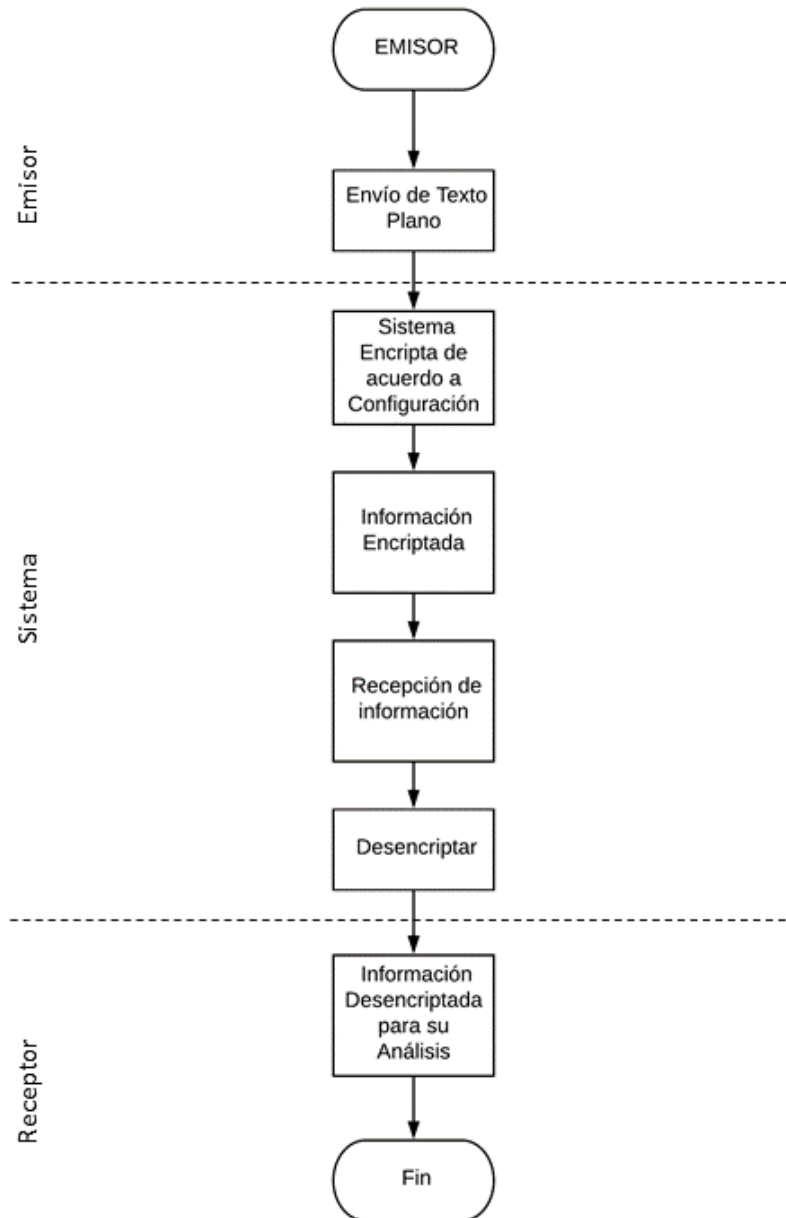 EMISOR
Emisor
Envío de Texto
Plano
Sistema
Encripta de
acuerdo a
Configuración
Información
Encriptada
Sistema
Recepción de
información
Desencriptar
Información
Desencriptada
para su
Análisis
Receptor
Fin